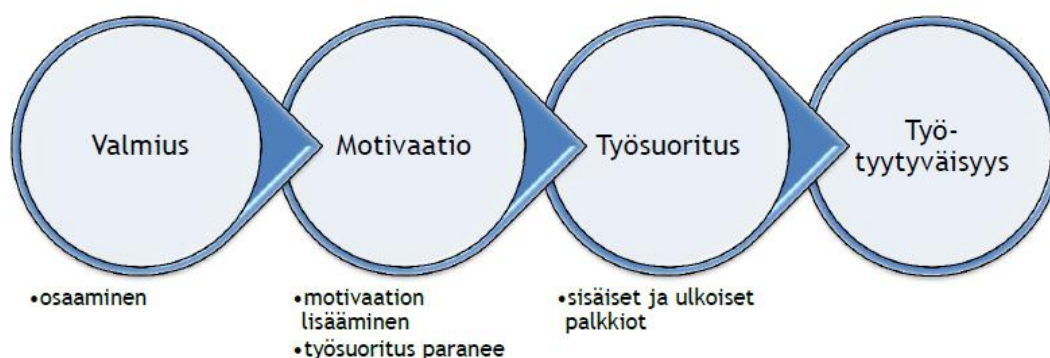 Valmius
Motivaatio
Työsuoritus
Työ-
tyytyväisyys
•osaaminen
•motivaation
lisääminen
•työsuoritus paranee
•sisäiset ja ulkoiset
palkkiot